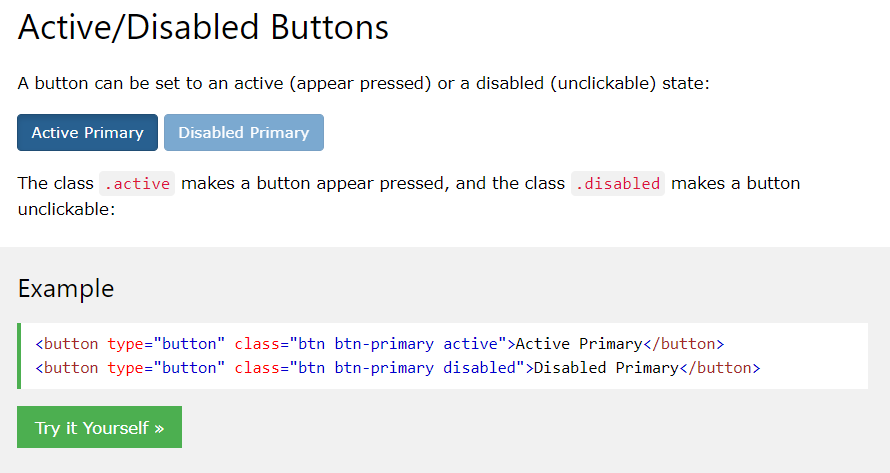 Active/Disabled Buttons
A button can be set to an active (appear pressed) or a disabled (unclickable) state:
Active Primary Disabled Primary
The class .active makes a button appear pressed, and the class .disabled makes a button
unclickable:
Example
<button type="button" class="btn btn-primary active">Active Primary</button>
<button type="button" class="btn btn-primary disabled">Disabled Primary</button>
Try it Yourself »